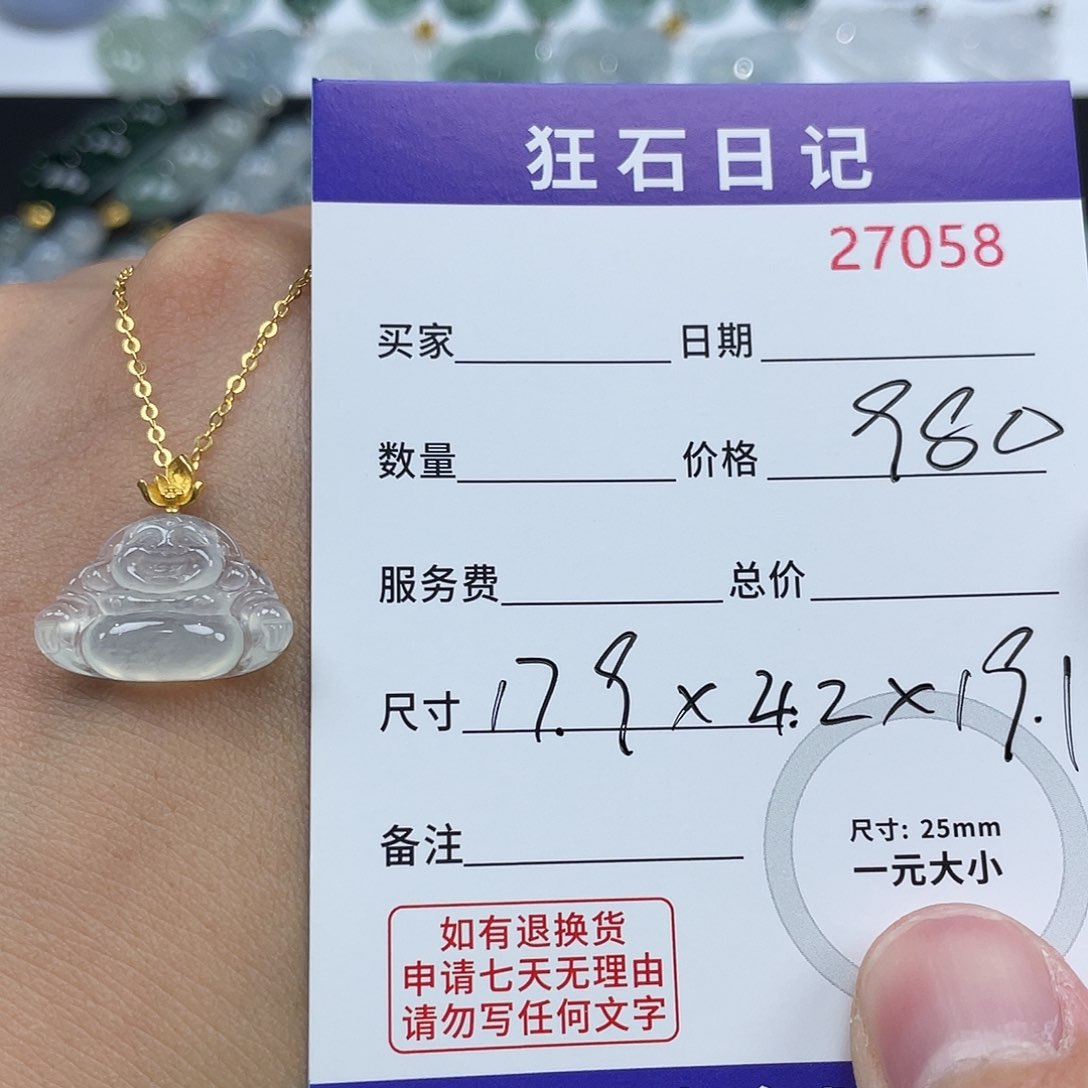 狂石日记
27058
买家 日期
数量 价格 980
服务费 总价
尺寸 17.9×4.2×19.1
备注
尺寸: 25mm
一元大小
如有退换货
申请七天无理由
请勿写任何文字